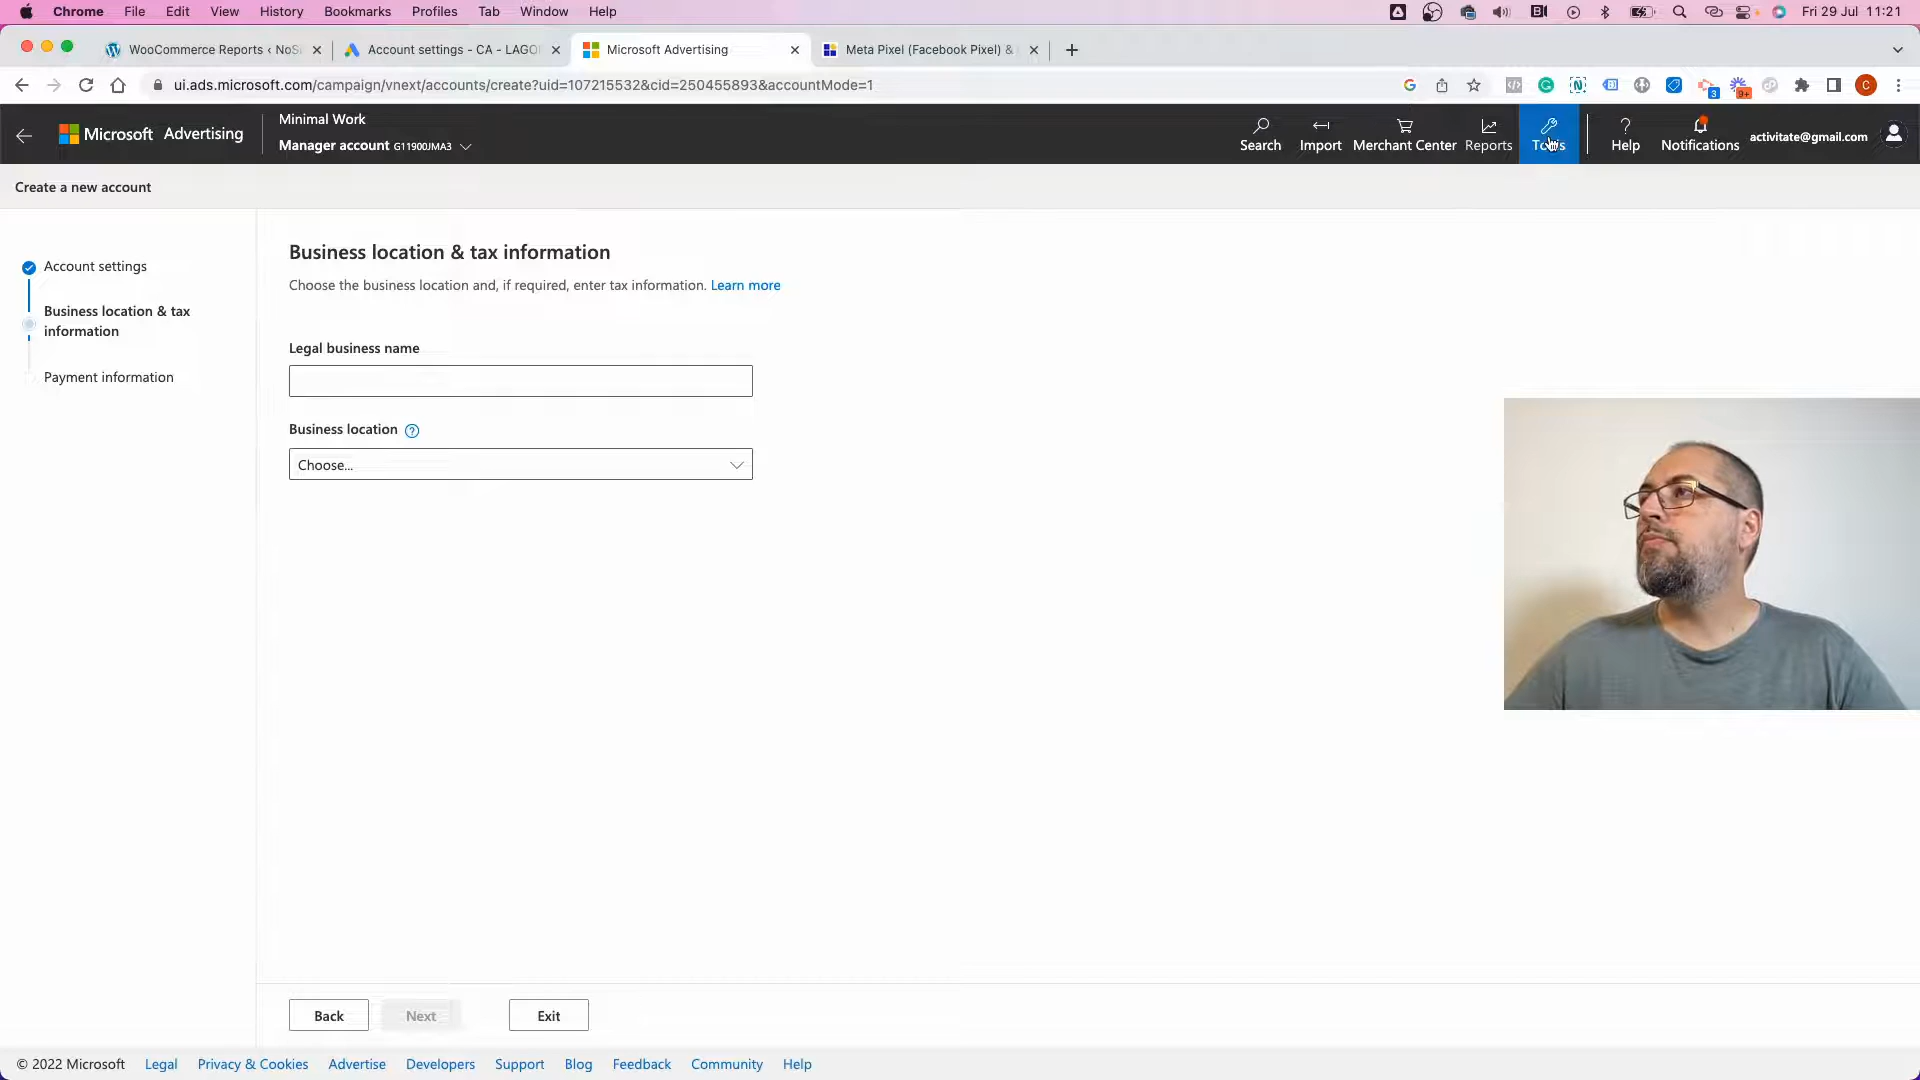 Chrome File Edit View History Bookmarks Profiles Tab Window Help Fri 29 Jul 11:21
WooCommerce Reports ‹ NoS
Account settings - CA - LAGO
Microsoft Advertising
Meta Pixel (Facebook Pixel) &
ui.ads.microsoft.com/campaign/vnext/accounts/create?uid=107215532&cid=250455893&accountMode=1
3
9+
C
Microsoft Advertising
Minimal Work
Manager account G11900JMA3
Search Import Merchant Center Reports Tools Help Notifications activitate@gmail.com
Create a new account
Account settings
Business location & tax
information
Payment information
Business location & tax information
Choose the business location and, if required, enter tax information. Learn more
Legal business name
Business location
Choose...
Back Next Exit
© 2022 Microsoft Legal Privacy & Cookies Advertise Developers Support Blog Feedback Community Help